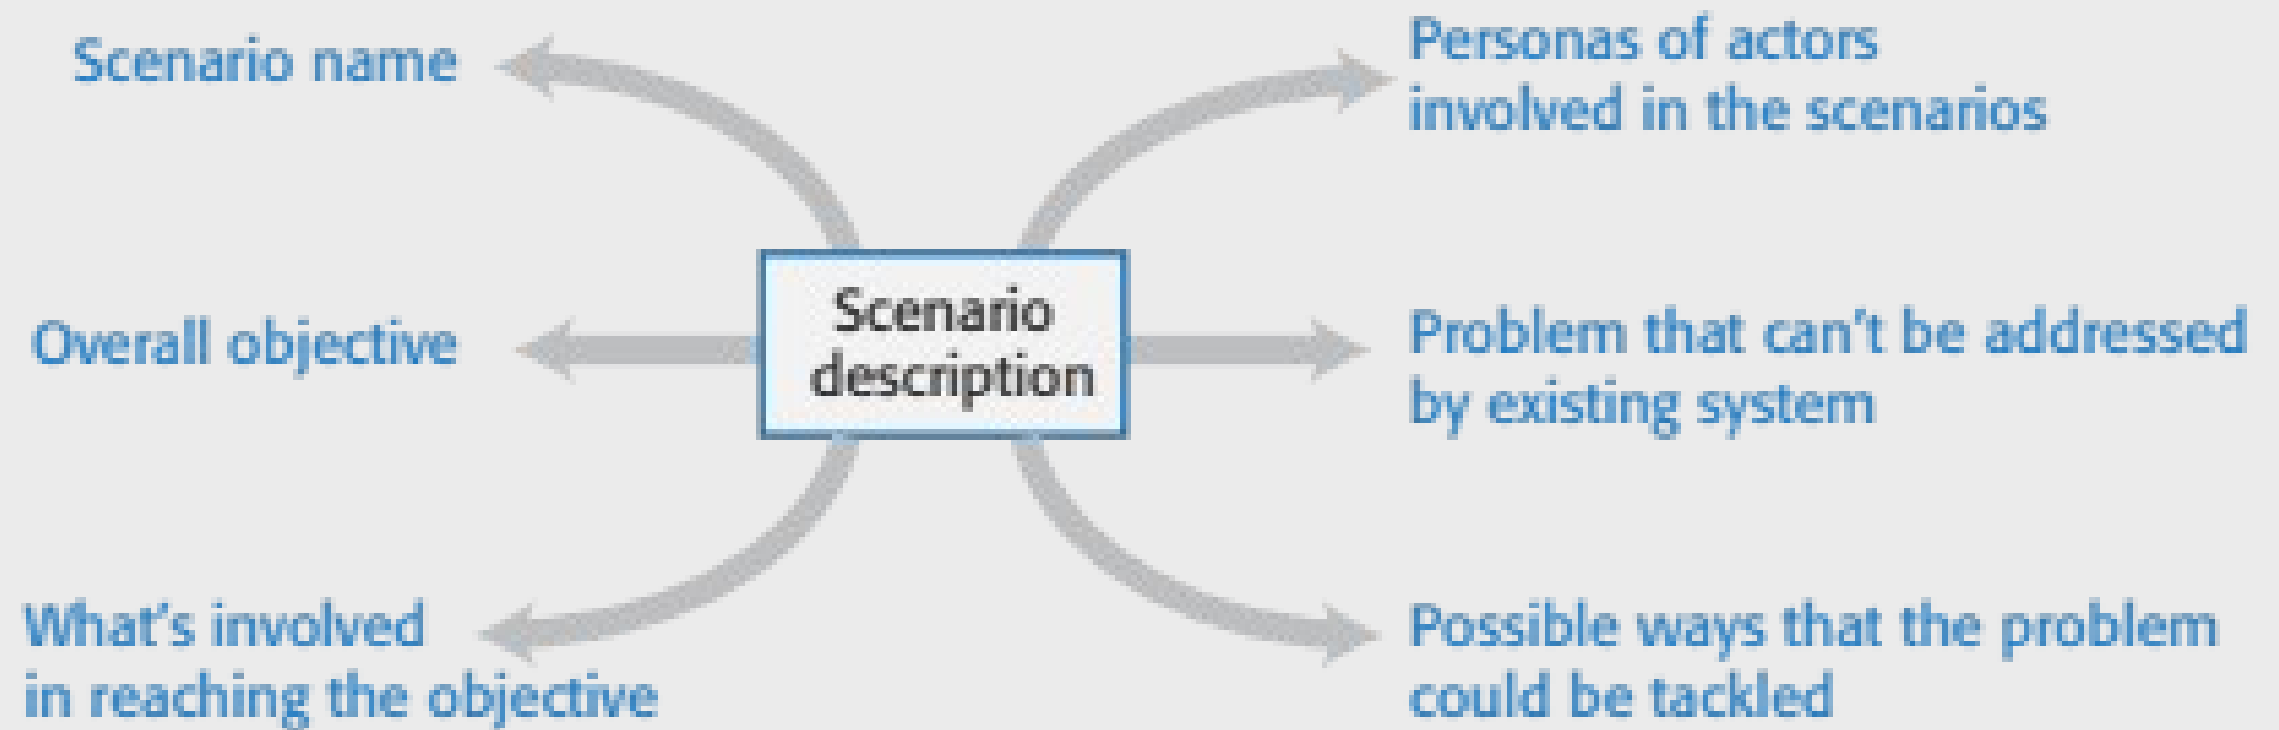 Scenario name
Personas of actors
involved in the scenarios
Scenario
description
Overall objective
Problem that can't be addressed
by existing system
What's involved
in reaching the objective
Possible ways that the problem
could be tackled